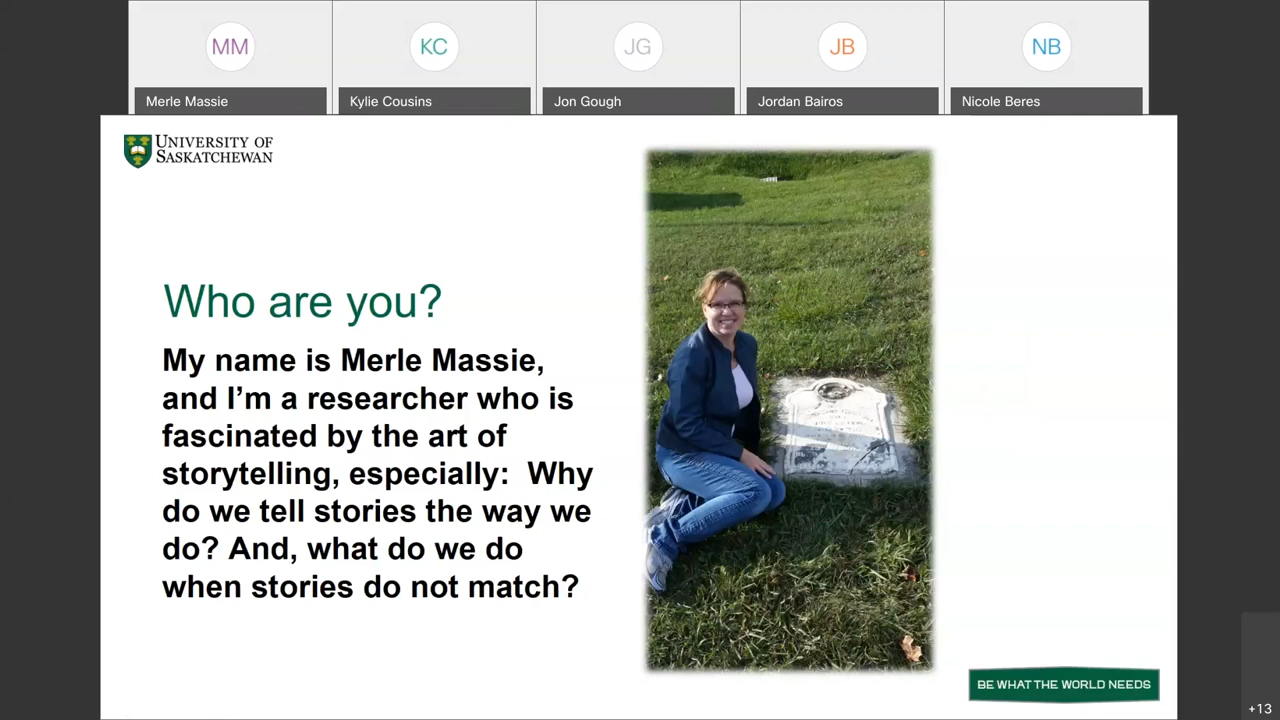 MM
KC
JG
JB
NB
Merle Massie
Kylie Cousins
Jon Gough
Jordan Bairos
Nicole Beres
UNIVERSITY OF
SASKATCHEWAN
Who are you?
My name is Merle Massie,
and I'm a researcher who is
fascinated by the art of
storytelling, especially:  Why
do we tell stories the way we
do? And, what do we do
when stories do not match?
BE WHAT THE WORLD NEEDS
+13